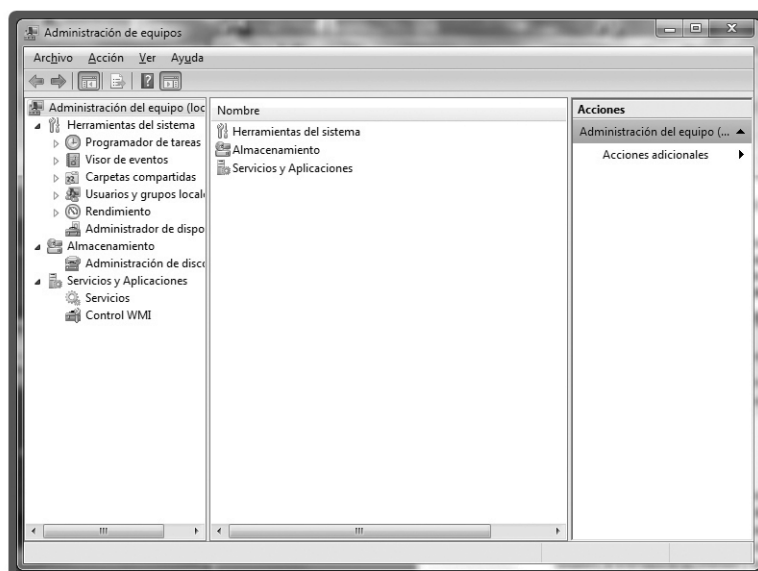 Administración de equipos
Archivo Acción Ver Ayuda
Administración del equipo (loc
Herramientas del sistema
Programador de tareas
Visor de eventos
Carpetas compartidas
Usuarios y grupos local
Rendimiento
Administrador de dispo
Almacenamiento
Administración de disc
Servicios y Aplicaciones
Servicios
Control WMI
Nombre
Herramientas del sistema
Almacenamiento
Servicios y Aplicaciones
Acciones
Administración del equipo (...
Acciones adicionales